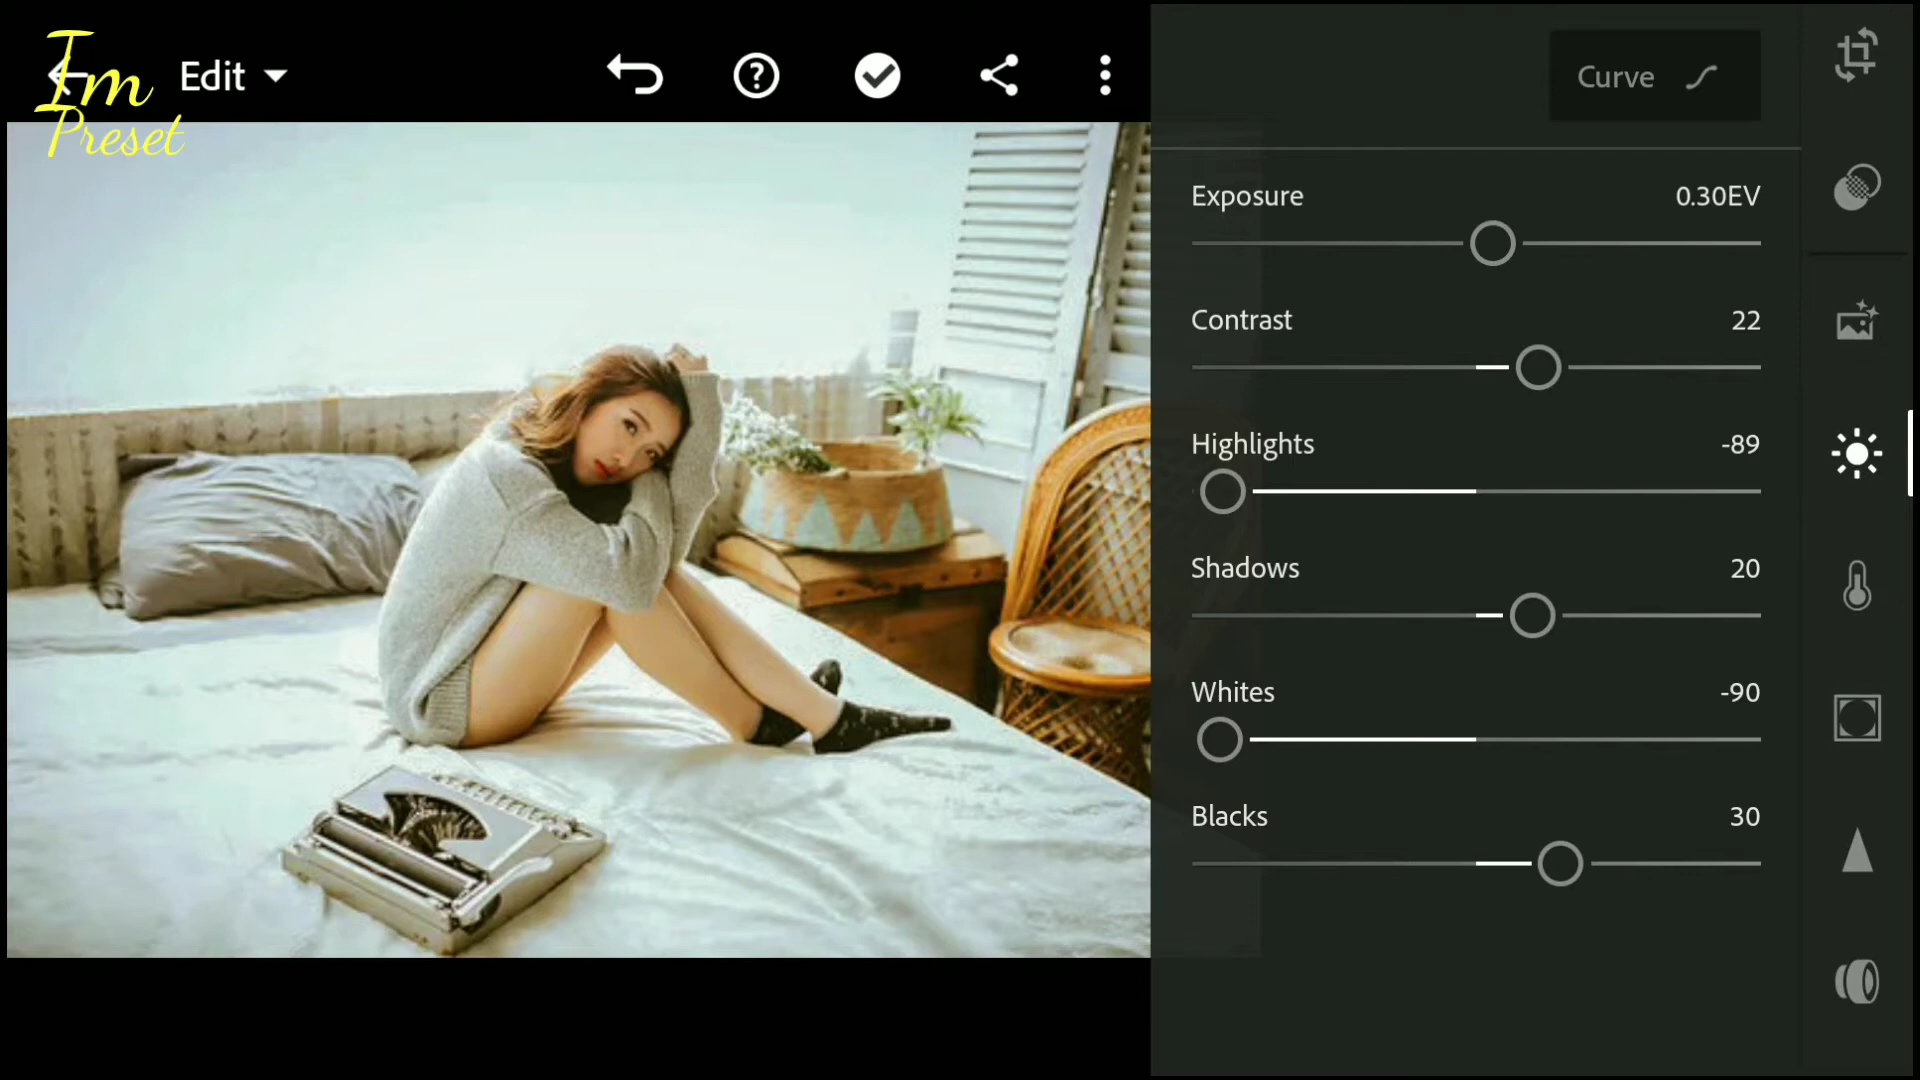 Im
Preset
Edit
Curve
Exposure 0.30EV
Contrast 22
Highlights -89
Shadows 20
Whites -90
Blacks 30